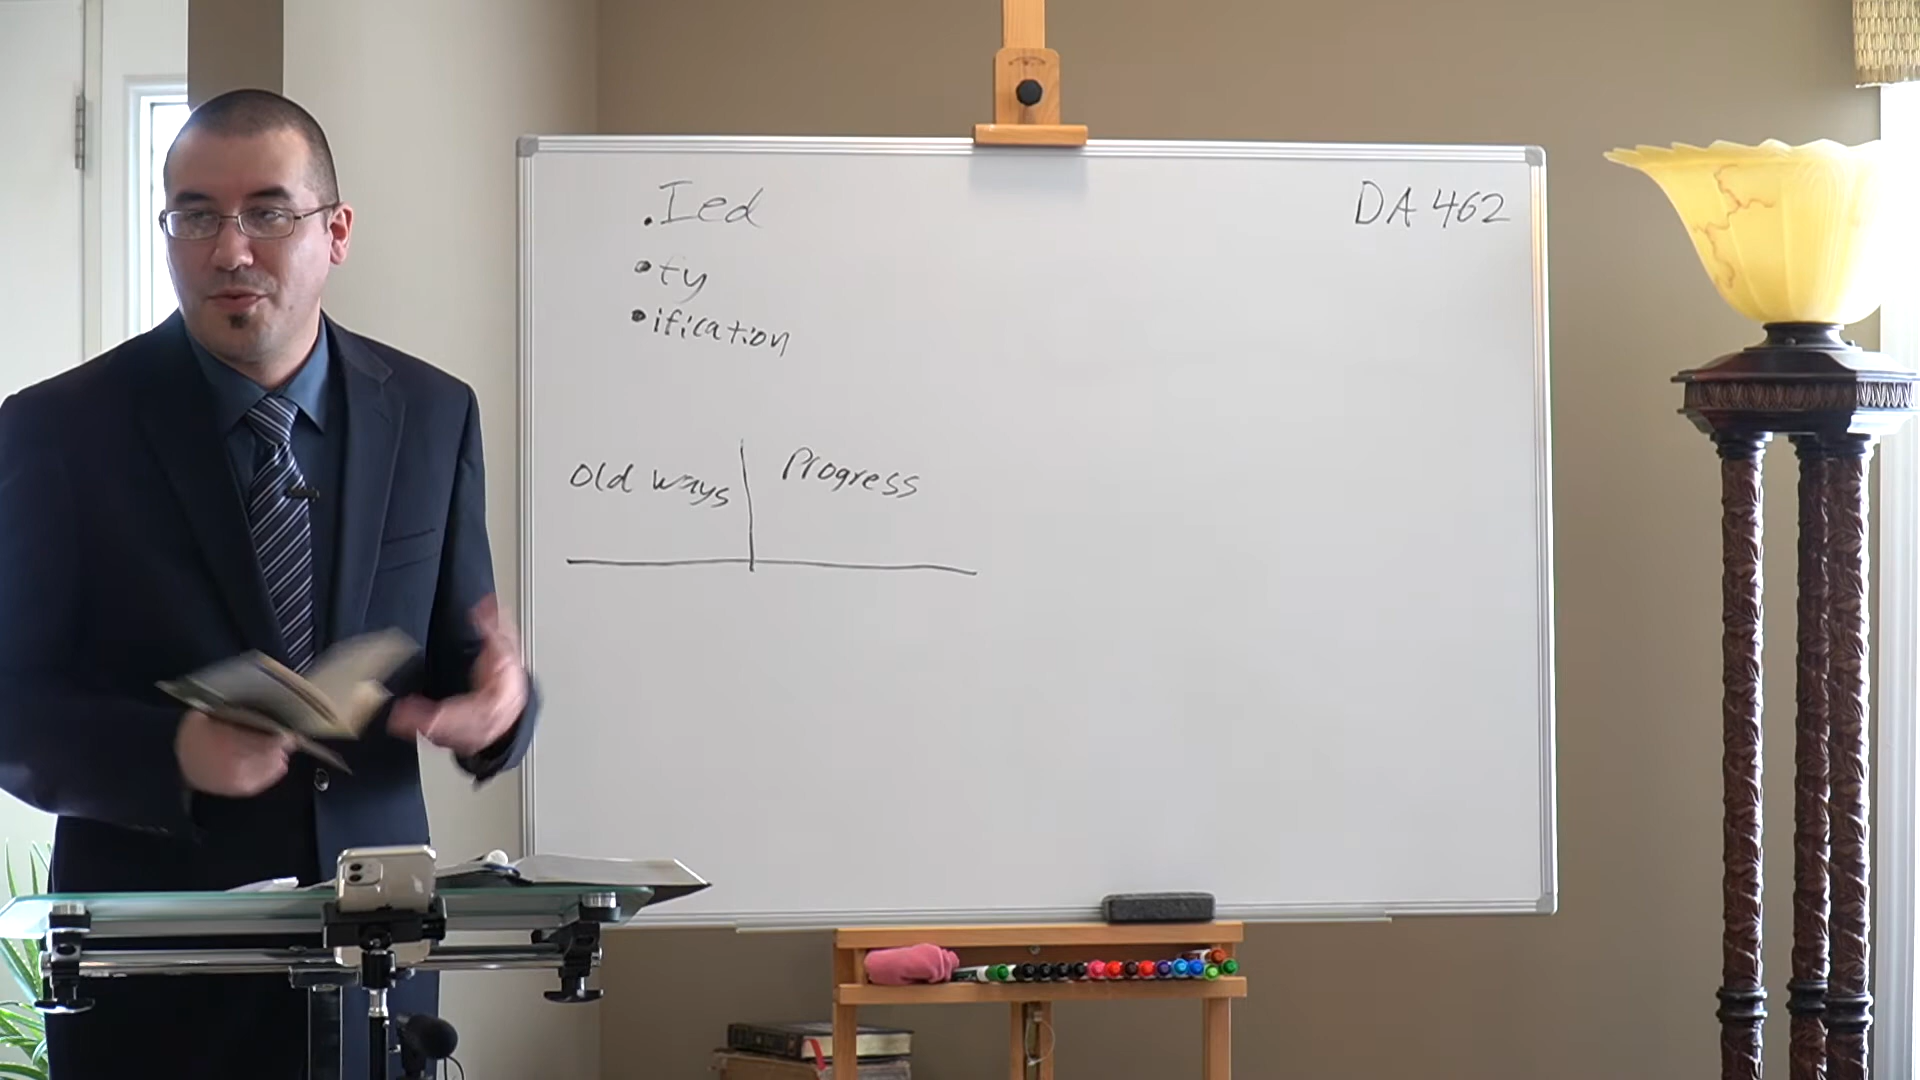 .Ied
DA 462
•ty
•ification
Old ways
Progress